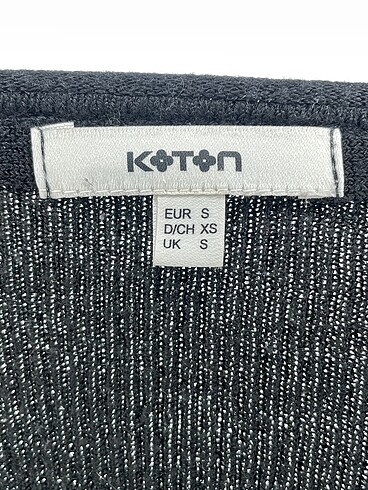 KOTON
EUR S
D/CH XS
UK S